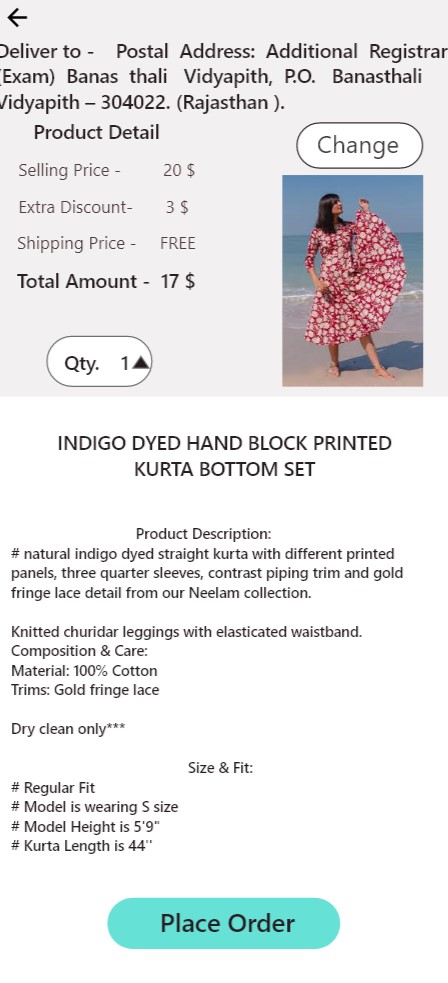 Deliver to - Postal Address: Additional Registrar
(Exam) Banas thali Vidyapith, P.O. Banasthali
Vidyapith – 304022. (Rajasthan ).
Product Detail
Change
Selling Price - 20 $
Extra Discount- 3 $
Shipping Price - FREE
Total Amount - 17 $
Qty. 1
INDIGO DYED HAND BLOCK PRINTED
KURTA BOTTOM SET
Product Description:
# natural indigo dyed straight kurta with different printed
panels, three quarter sleeves, contrast piping trim and gold
fringe lace detail from our Neelam collection.
Knitted churidar leggings with elasticated waistband.
Composition & Care:
Material: 100% Cotton
Trims: Gold fringe lace
Dry clean only***
Size & Fit:
# Regular Fit
# Model is wearing S size
# Model Height is 5'9"
# Kurta Length is 44''
Place Order